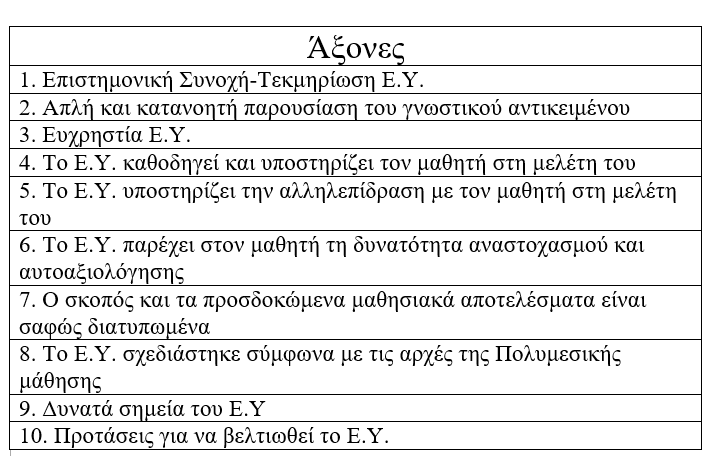 Άξονες
1. Επιστημονική Συνοχή-Τεκμηρίωση Ε.Υ.
2. Απλή και κατανοητή παρουσίαση του γνωστικού αντικειμένου
3. Ευχρηστία Ε.Υ.
4. Το Ε.Υ. καθοδηγεί και υποστηρίζει τον μαθητή στη μελέτη του
5. Το Ε.Υ. υποστηρίζει την αλληλεπίδραση με τον μαθητή στη μελέτη
του
6. Το Ε.Υ. παρέχει στον μαθητή τη δυνατότητα αναστοχασμού και
αυτοαξιολόγησης
7. Ο σκοπός και τα προσδοκώμενα μαθησιακά αποτελέσματα είναι
σαφώς διατυπωμένα
8. Το Ε.Υ. σχεδιάστηκε σύμφωνα με τις αρχές της Πολυμεσικής
μάθησης
9. Δυνατά σημεία του Ε.Υ
10. Προτάσεις για να βελτιωθεί το Ε.Υ.